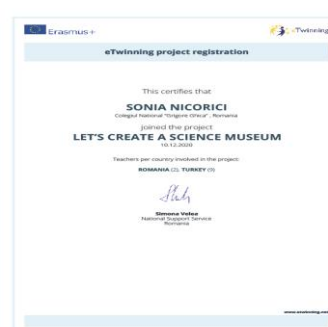 Erasmus +
eTwinning
eTwinning project registration
This certifies that
SONIA NICORICI
Colegiul National "Grigore Ghica" , Romania
joined the project
LET'S CREATE A SCIENCE MUSEUM
10.12.2020
Teachers per country involved in the project:
ROMANIA (2), TURKEY (5)
Simona Velea
National Support Service
Romania